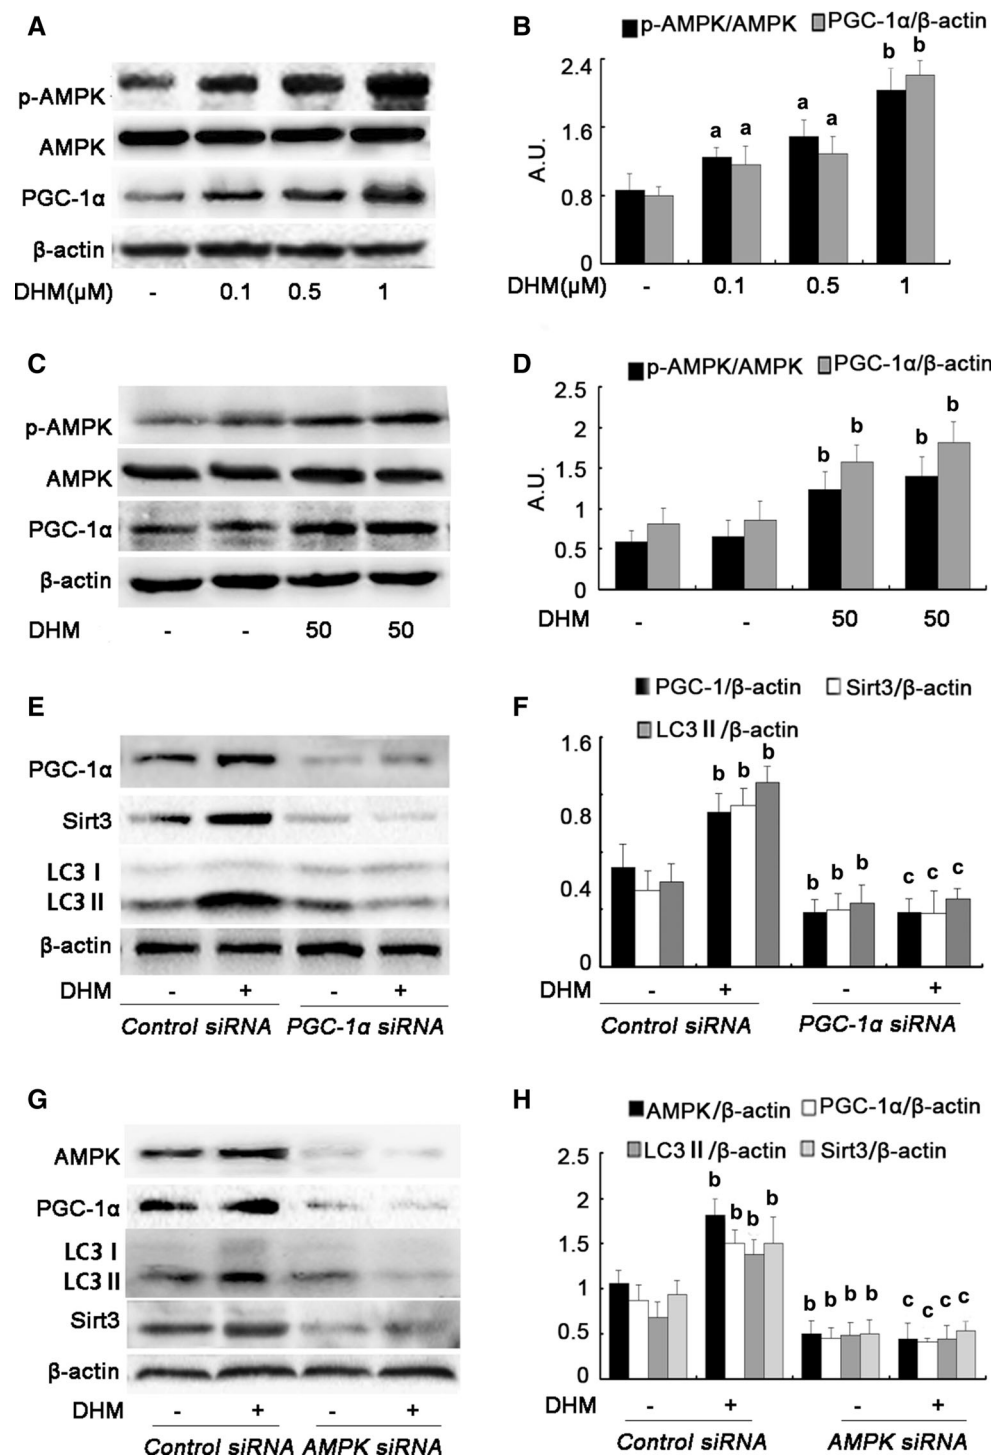 A
p-AMPK
AMPK
PGC-1α
β-actin
DHM(μM) - 0.1 0.5 1
B
p-AMPK/AMPK PGC-1α/β-actin
A.U.
2.4
1.6
0.8
0
a a a a b b
DHM(μM) - 0.1 0.5 1
C
p-AMPK
AMPK
PGC-1α
β-actin
DHM - - 50 50
D
p-AMPK/AMPK PGC-1α/β-actin
A.U.
2.5
2
1.5
1
0.5
0
b b b b
DHM - - 50 50
E
PGC-1α
Sirt3
LC3 I
LC3 II
β-actin
DHM - + - +
Control siRNA PGC-1α siRNA
F
PGC-1/β-actin Sirt3/β-actin
LC3 II/β-actin
1.6
0.8
0.4
0
b b b b b b c c c
DHM - + - +
Control siRNA PGC-1α siRNA
G
AMPK
PGC-1α
LC3 I
LC3 II
Sirt3
β-actin
DHM - + - +
Control siRNA AMPK siRNA
H
AMPK/β-actin PGC-1α/β-actin
LC3 II/β-actin Sirt3/β-actin
2.5
2
1.5
1
0.5
0
b b b b b b b b c c c c
DHM - + - +
Control siRNA AMPK siRNA